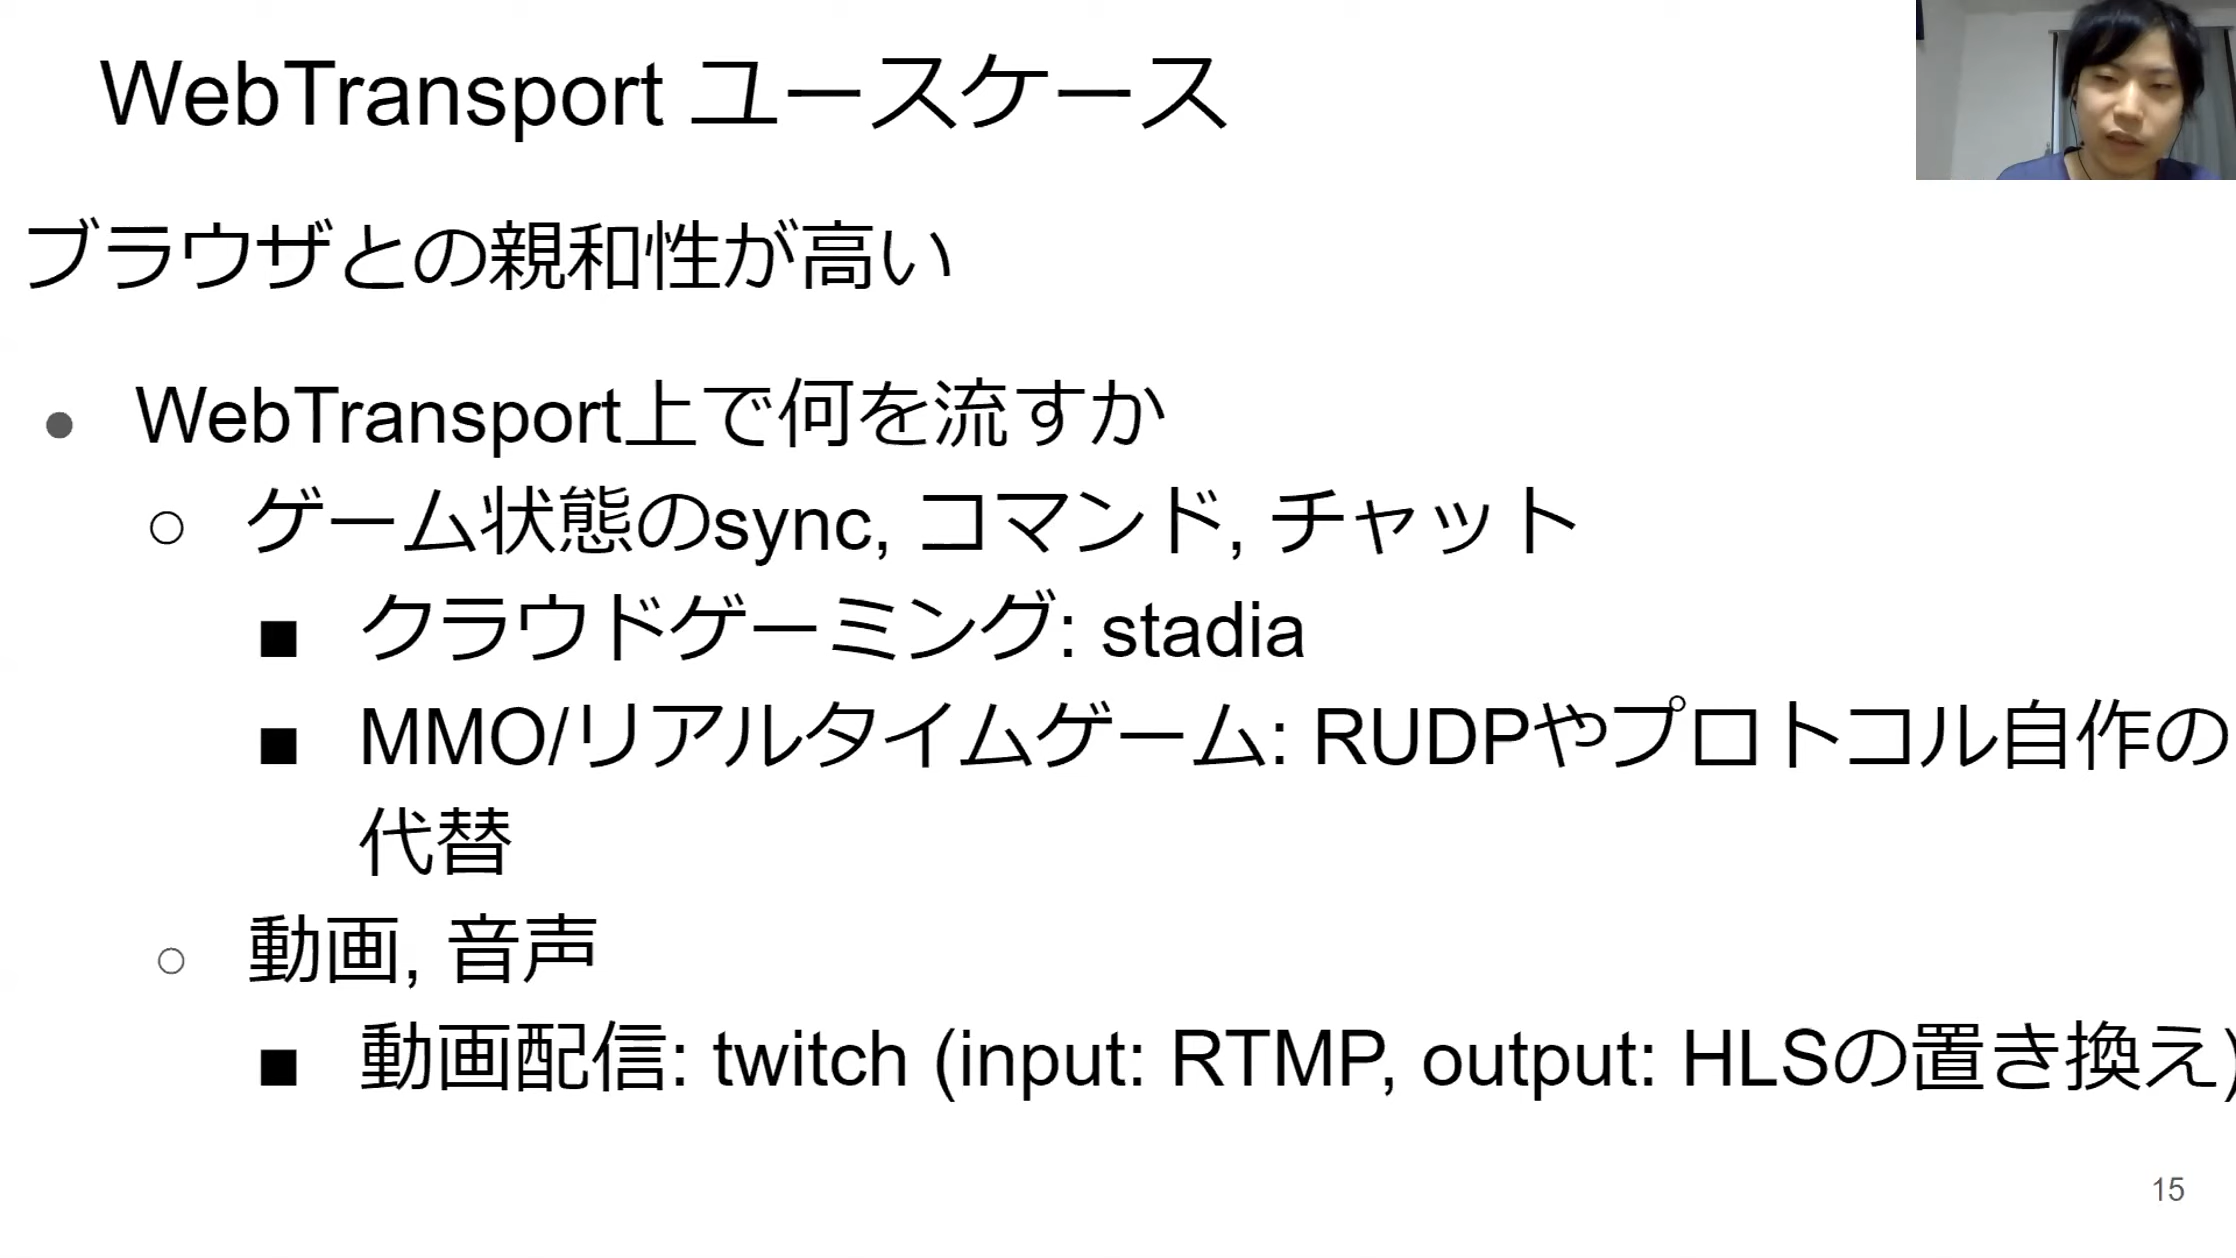 WebTransport ユースケース
ブラウザとの親和性が高い
● WebTransport上で何を流すか
○ ゲーム状態のsync, コマンド, チャット
■ クラウドゲーミング: stadia
■ MMO/リアルタイムゲーム: RUDPやプロトコル自作の
代替
○ 動画, 音声
■ 動画配信: twitch (input: RTMP, output: HLSの置き換え)
15